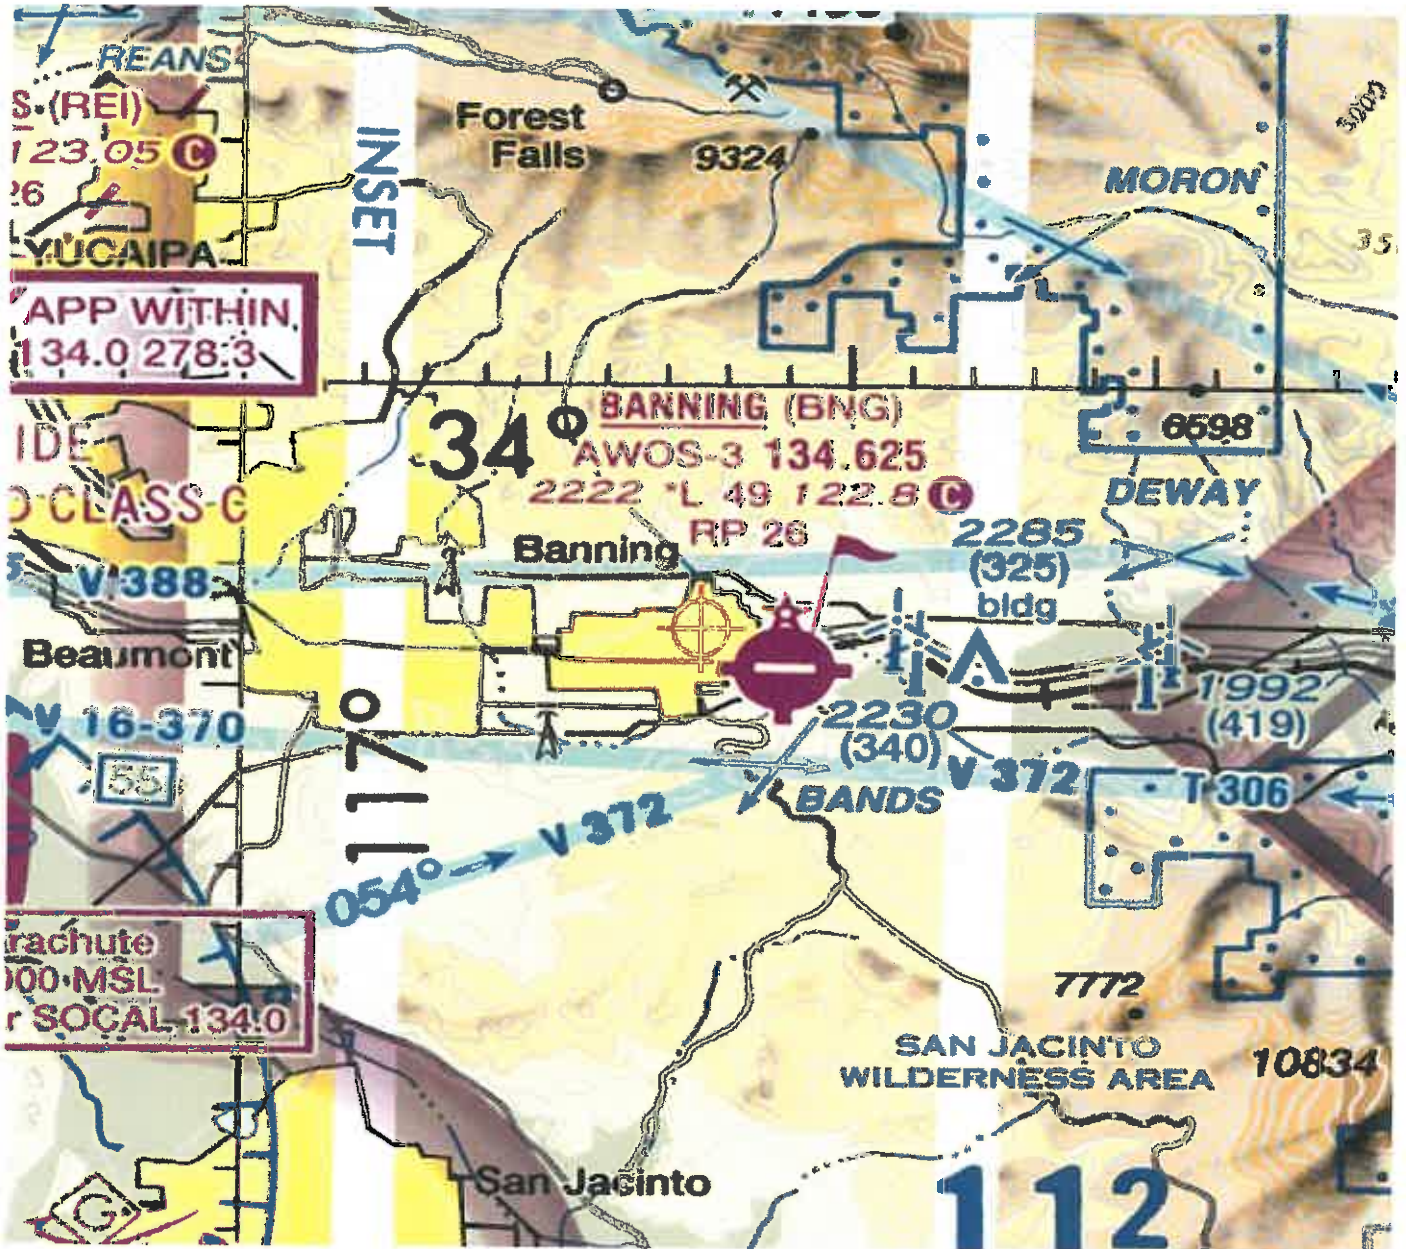 REANS
S (REI)
123.05 C
26
YUCAIPA
APP WITHIN
134.0 278.3
INSET
Forest
Falls
9324
MORON
IDE
D CLASS C
34
BANNING (BNG)
AWOS-3 134.625
2222 *L 49 122.8 C
RP 26
6598
DEWAY
Banning
2285
(325)
bldg
V 388
Beaumont
V 16-370
55
117°
2230
(340)
1992
(419)
V 372
T 306
BANDS
V 372
054°
rachute
000 MSL
r SOCAL 134.0
7772
SAN JACINTO
WILDERNESS AREA
10834
San Jacinto
G
112